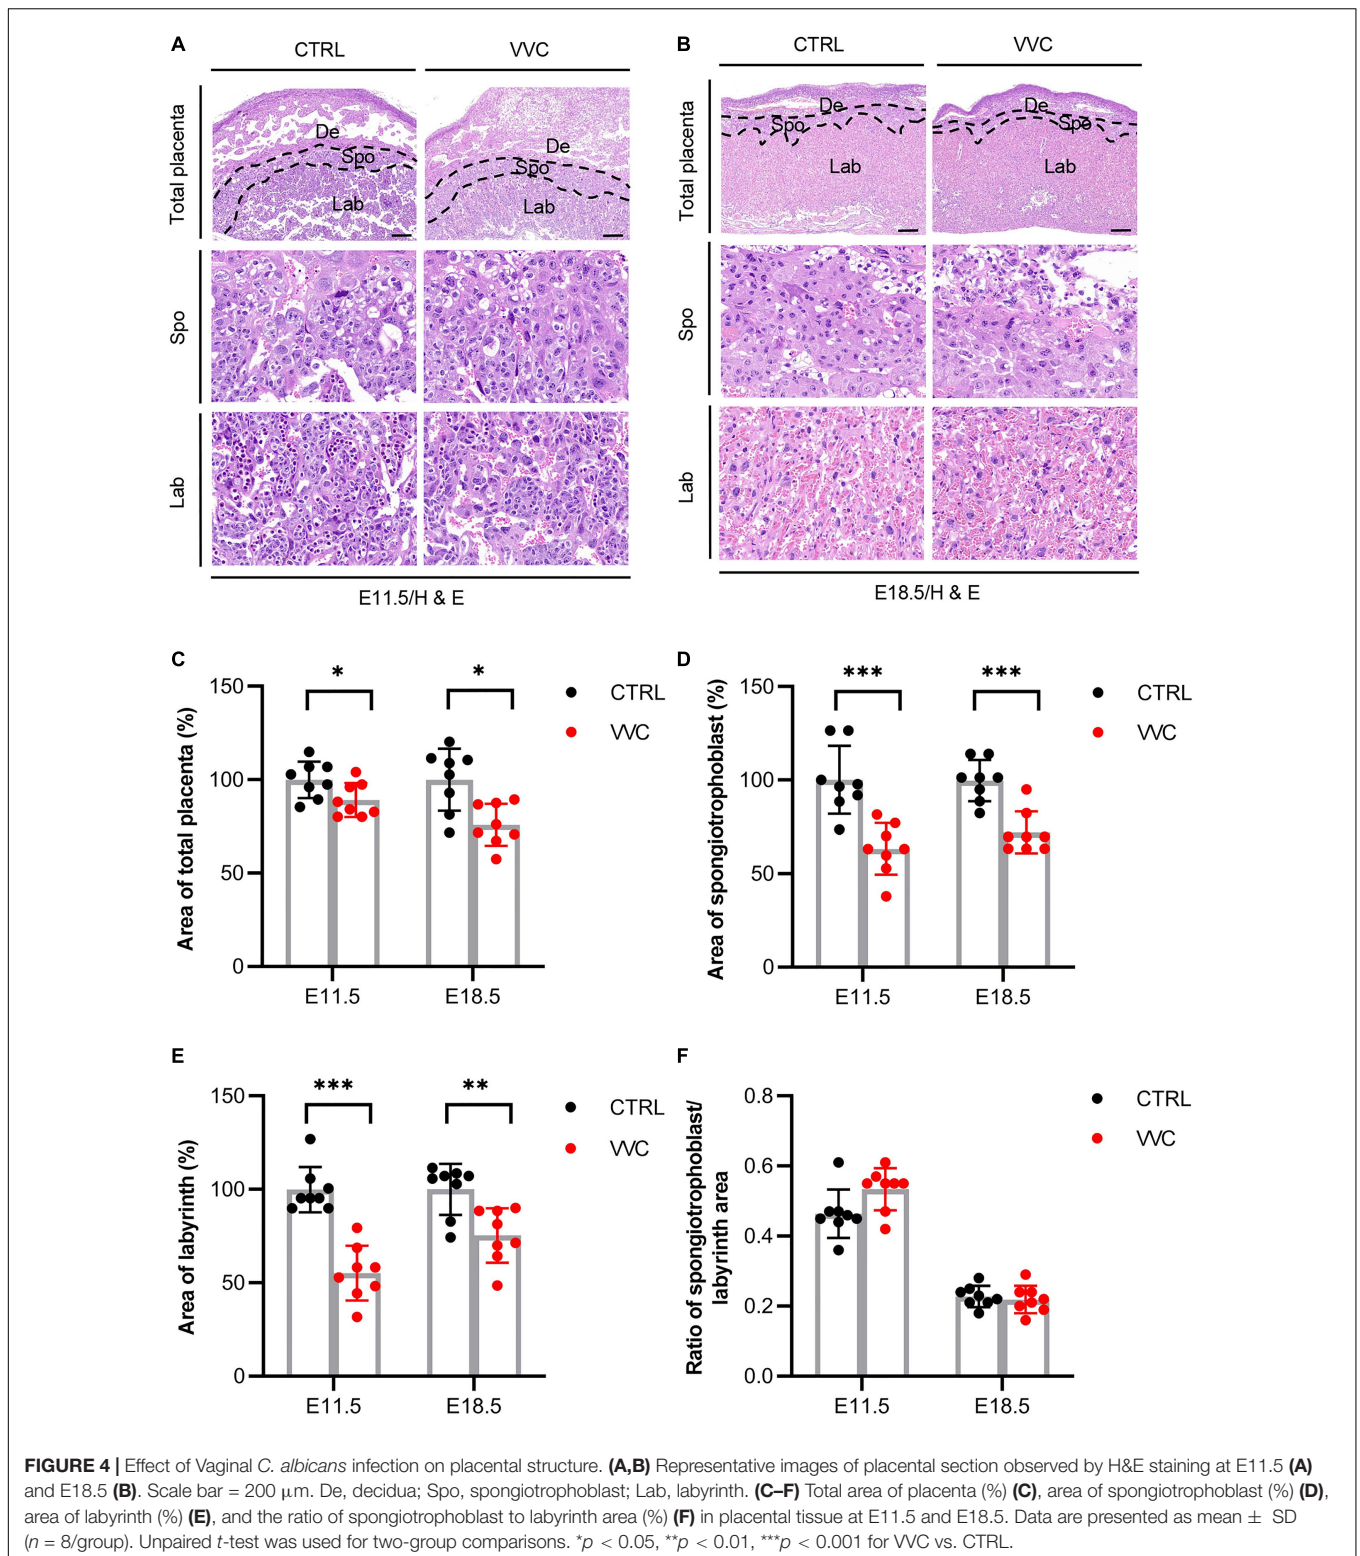 A
CTRL
VVC
Total placenta
De
Spo
Lab
De
Spo
Lab
Spo
Lab
E11.5/H & E
B
CTRL
VVC
Total placenta
De
Spo
Lab
De
Spo
Lab
Spo
Lab
E18.5/H & E
C
Area of total placenta (%)
150
100
50
0
*
*
E11.5
E18.5
CTRL
VVC
D
Area of spongiotrophoblast (%)
150
100
50
0
***
***
E11.5
E18.5
CTRL
VVC
E
Area of labyrinth (%)
150
100
50
0
***
**
E11.5
E18.5
CTRL
VVC
F
Ratio of spongiotrophoblast/
labyrinth area
0.8
0.6
0.4
0.2
0.0
E11.5
E18.5
CTRL
VVC
FIGURE 4 | Effect of Vaginal C. albicans infection on placental structure. (A,B) Representative images of placental section observed by H&E staining at E11.5 (A)
and E18.5 (B). Scale bar = 200 μm. De, decidua; Spo, spongiotrophoblast; Lab, labyrinth. (C–F) Total area of placenta (%) (C), area of spongiotrophoblast (%) (D),
area of labyrinth (%) (E), and the ratio of spongiotrophoblast to labyrinth area (%) (F) in placental tissue at E11.5 and E18.5. Data are presented as mean ± SD
(n = 8/group). Unpaired t-test was used for two-group comparisons. *p < 0.05, **p < 0.01, ***p < 0.001 for VVC vs. CTRL.